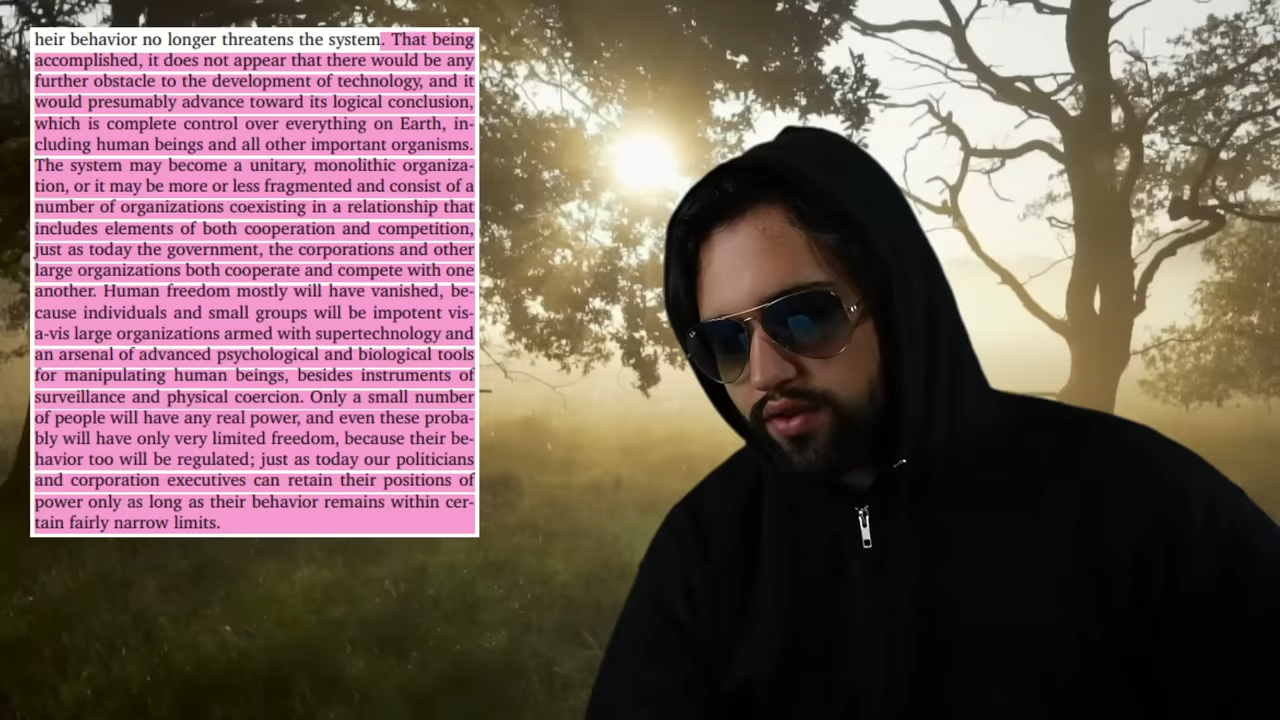 heir behavior no longer threatens the system. That being
accomplished, it does not appear that there would be any
further obstacle to the development of technology, and it
would presumably advance toward its logical conclusion,
which is complete control over everything on Earth, in-
cluding human beings and all other important organisms.
The system may become a unitary, monolithic organiza-
tion, or it may be more or less fragmented and consist of a
number of organizations coexisting in a relationship that
includes elements of both cooperation and competition,
just as today the government, the corporations and other
large organizations both cooperate and compete with one
another. Human freedom mostly will have vanished, be-
cause individuals and small groups will be impotent vis-
a-vis large organizations armed with supertechnology and
an arsenal of advanced psychological and biological tools
for manipulating human beings, besides instruments of
surveillance and physical coercion. Only a small number
of people will have any real power, and even these proba-
bly will have only very limited freedom, because their be-
havior too will be regulated; just as today our politicians
and corporation executives can retain their positions of
power only as long as their behavior remains within cer-
tain fairly narrow limits.